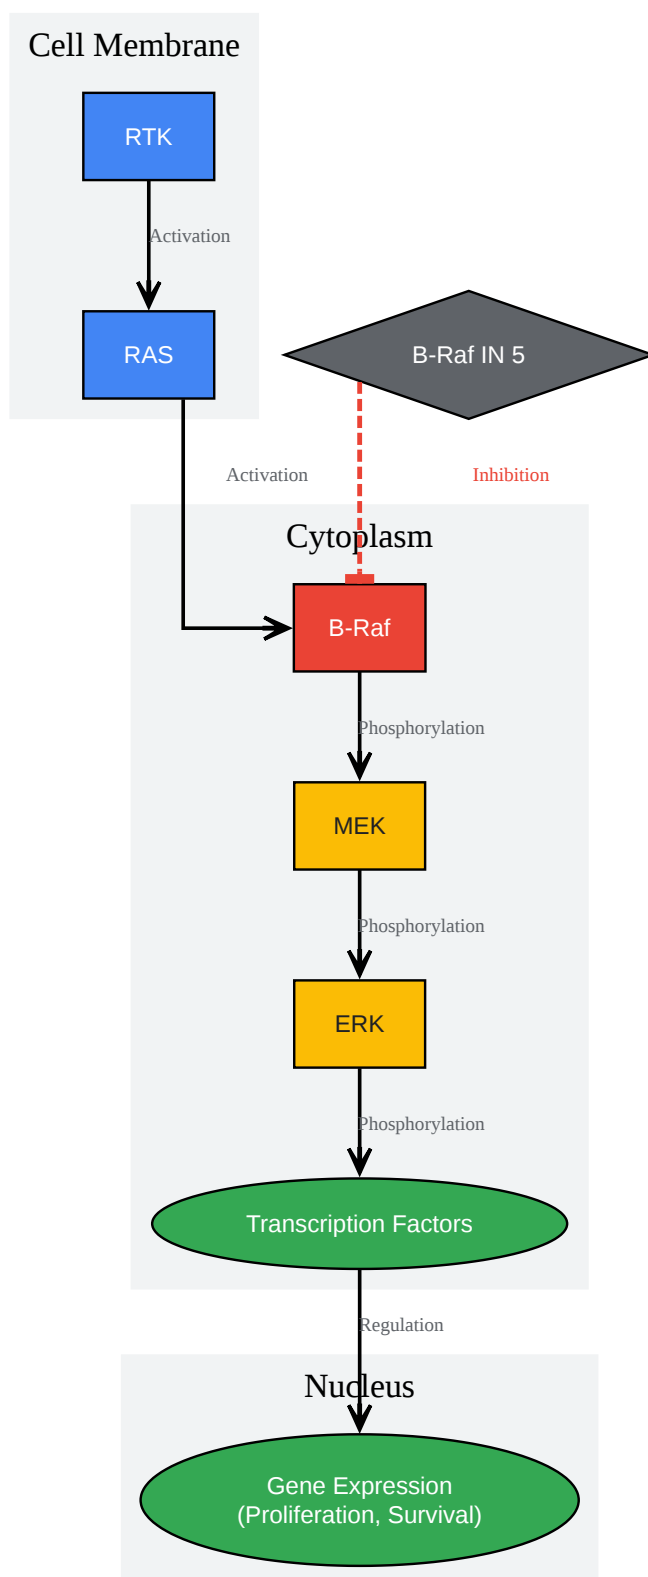 Cell Membrane
RTK
Activation
RAS
B-Raf IN 5
Activation
Inhibition
Cytoplasm
B-Raf
Phosphorylation
MEK
Phosphorylation
ERK
Phosphorylation
Transcription Factors
Regulation
Nucleus
Gene Expression
(Proliferation, Survival)